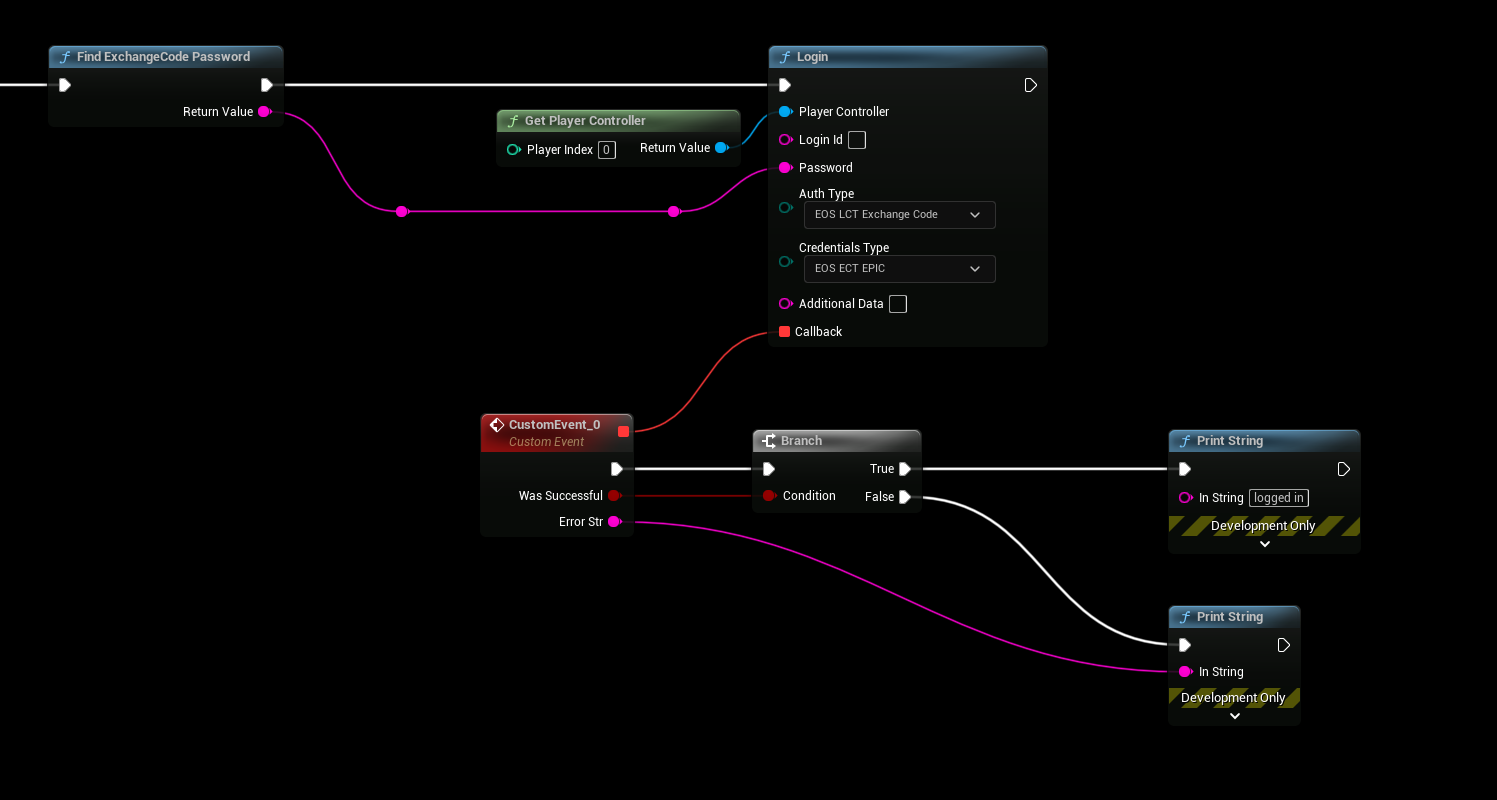 Find ExchangeCode Password
Return Value
Get Player Controller
Player Index 0
Return Value
Login
Player Controller
Login Id
Password
Auth Type
EOS LCT Exchange Code
Credentials Type
EOS ECT EPIC
Additional Data
Callback
CustomEvent_0
Custom Event
Was Successful
Error Str
Branch
True
Condition
False
Print String
In String logged in
Development Only
Print String
In String
Development Only